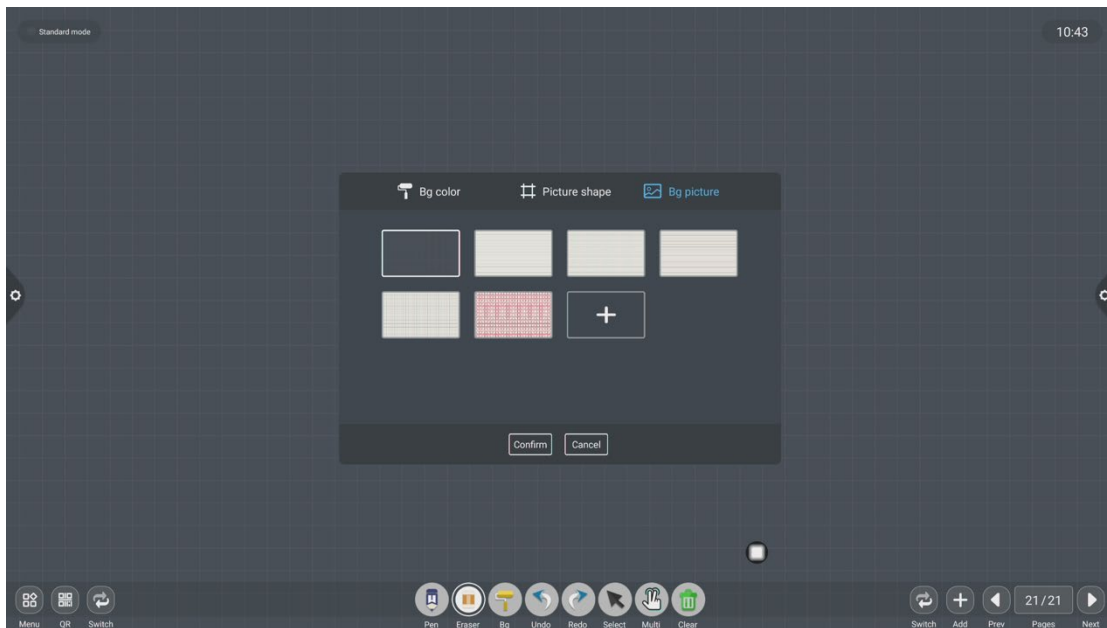 Standard mode
10:43
Bg color Picture shape Bg picture
Confirm Cancel
21/21
Menu QR Switch Pen Eraser Bg Undo Redo Select Multi Clear Switch Add Prev Pages Next